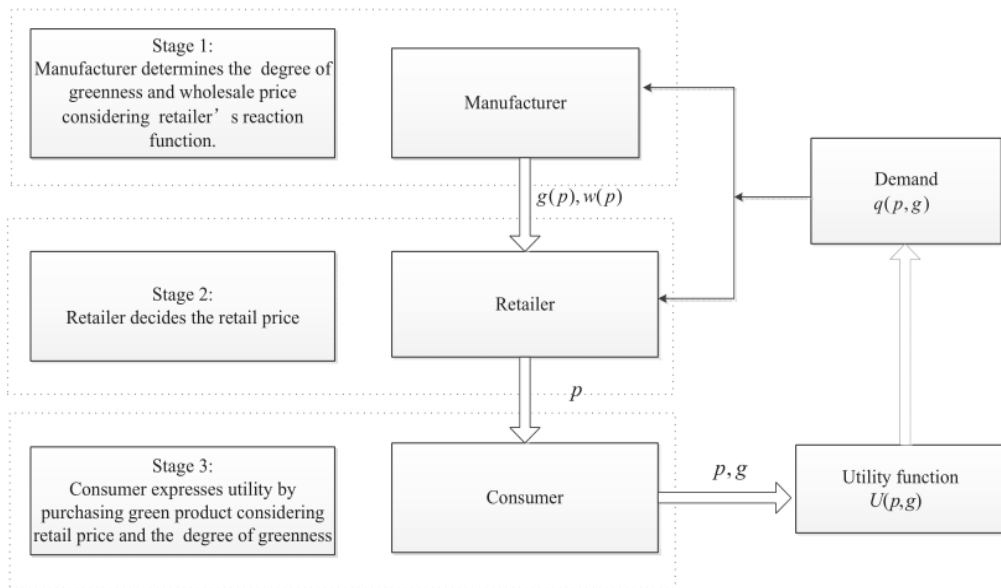 Stage 1:
Manufacturer determines the degree of
greenness and wholesale price
considering retailer’s reaction
function.
Manufacturer
g(p), w(p)
Demand
q(p, g)
Stage 2:
Retailer decides the retail price
Retailer
p
Stage 3:
Consumer expresses utility by
purchasing green product considering
retail price and the degree of greenness
Consumer
p, g
Utility function
U(p,g)